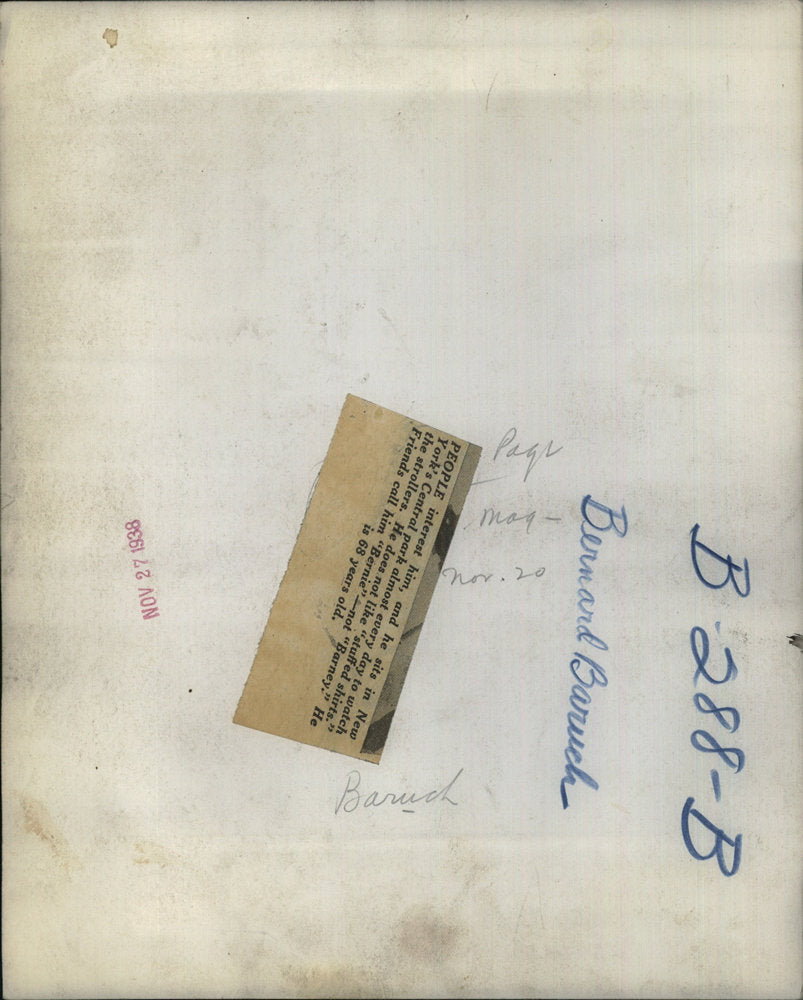 B-288-B
Bernard Baruch
Page
Mag-
Nov. 20
PEOPLE interest him, and he sits in New
York's Central park almost every day to watch
the strollers. He does not like "stuffed shirts."
Friends call him "Bernie"—not "Barney." He
is 68 years old.
Baruch
NOV 27 1938